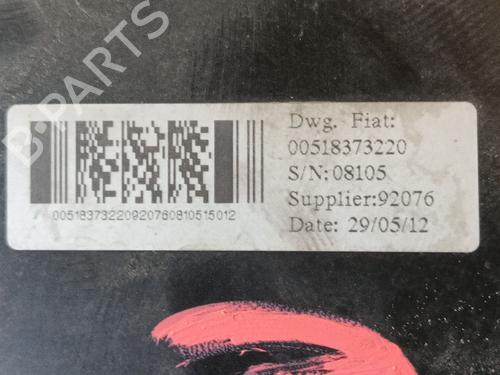 Dwg. Fiat:
00518373220
S/N:08105
Supplier:92076
Date: 29/05/12
00518373220920760810515012
B-PARTS